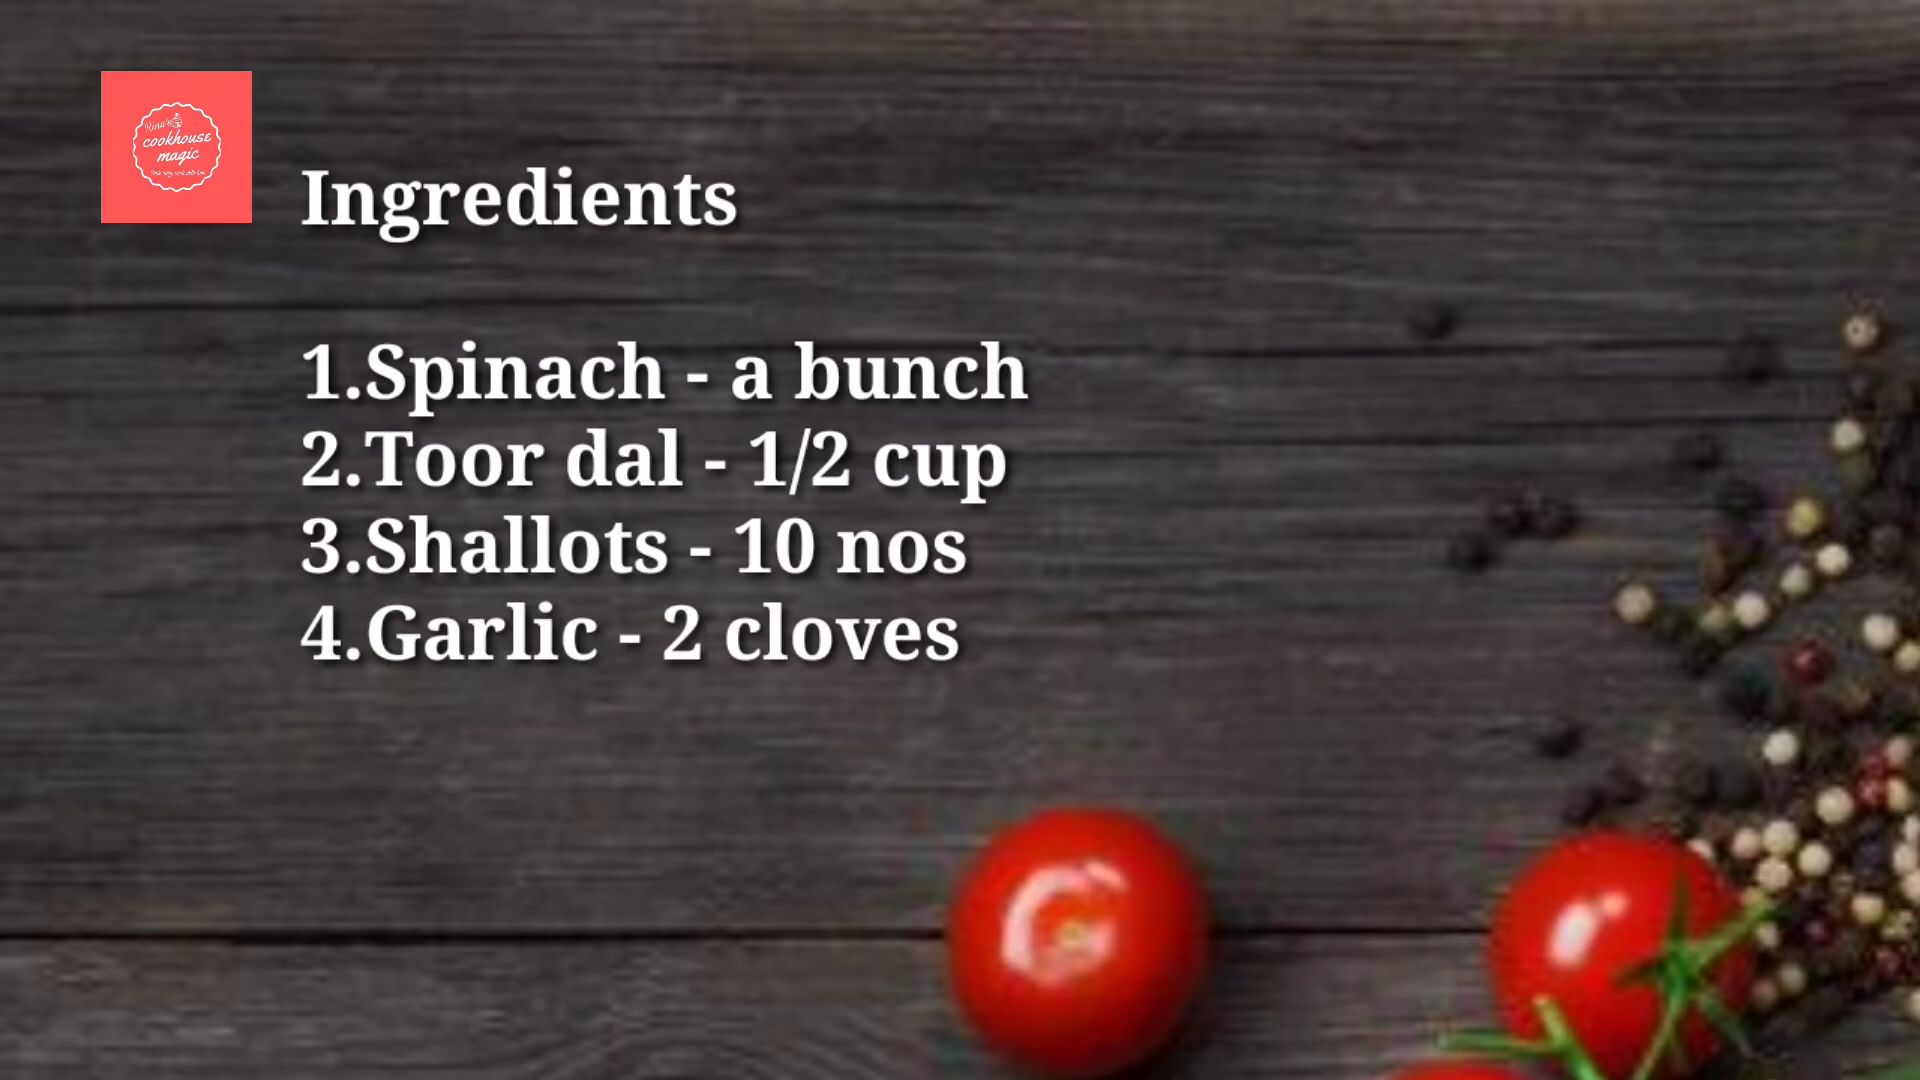 cookhouse
magic
Ingredients
1.Spinach - a bunch
2.Toor dal - 1/2 cup
3.Shallots - 10 nos
4.Garlic - 2 cloves